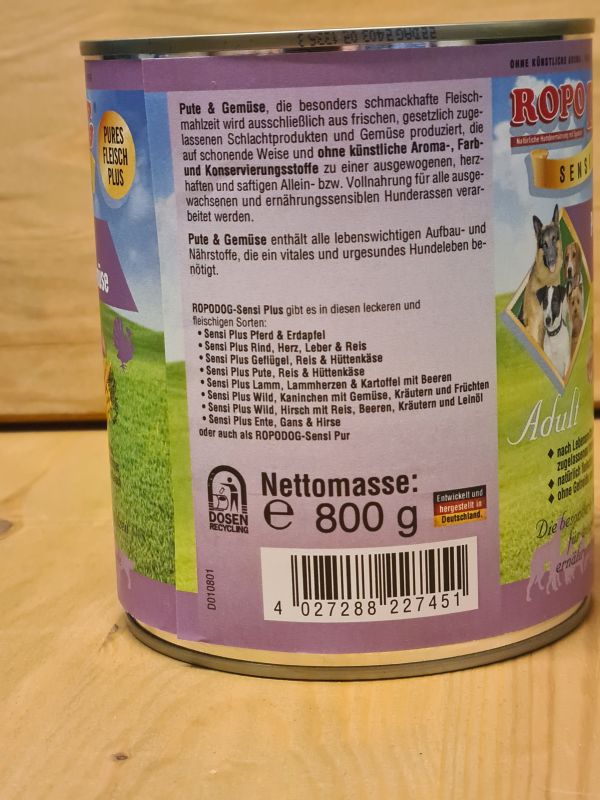 PURES
FLEISCH
PLUS
Pute & Gemüse, die besonders schmackhafte Fleisch-
mahlzeit wird ausschließlich aus frischen, gesetzlich zuge-
lassenen Schlachtprodukten und Gemüse produziert, die
auf schonende Weise und ohne künstliche Aroma-, Farb-
und Konservierungsstoffe zu einer ausgewogenen, herz-
haften und saftigen Allein- bzw. Vollnahrung für alle ausge-
wachsenen und ernährungssensiblen Hunderassen verar-
beitet werden.
Pute & Gemüse enthält alle lebenswichtigen Aufbau- und
Nährstoffe, die ein vitales und urgesundes Hundeleben be-
nötigt.
ROPODOG-Sensi Plus gibt es in diesen leckeren und
fleischigen Sorten:
• Sensi Plus Pferd & Erdapfel
• Sensi Plus Rind, Herz, Leber & Reis
• Sensi Plus Geflügel, Reis & Hüttenkäse
• Sensi Plus Pute, Reis & Hüttenkäse
• Sensi Plus Lamm, Lammherzen & Kartoffel mit Beeren
• Sensi Plus Wild, Kaninchen mit Gemüse, Kräutern und Früchten
• Sensi Plus Wild, Hirsch mit Reis, Beeren, Kräutern und Leinöl
• Sensi Plus Ente, Gans & Hirse
oder auch als ROPODOG-Sensi Pur
DOSEN
RECYCLING
Nettomasse:
e 800 g
Entwickelt und
hergestellt in
Deutschland.
D010801
4 027288 227451
OHNE KÜNSTLICHE
ROPO
Natürliche Hundeernährung mit
SENSI
Adult
◆ nach
zugelassene
◆ natürlich
◆ ohne
Die